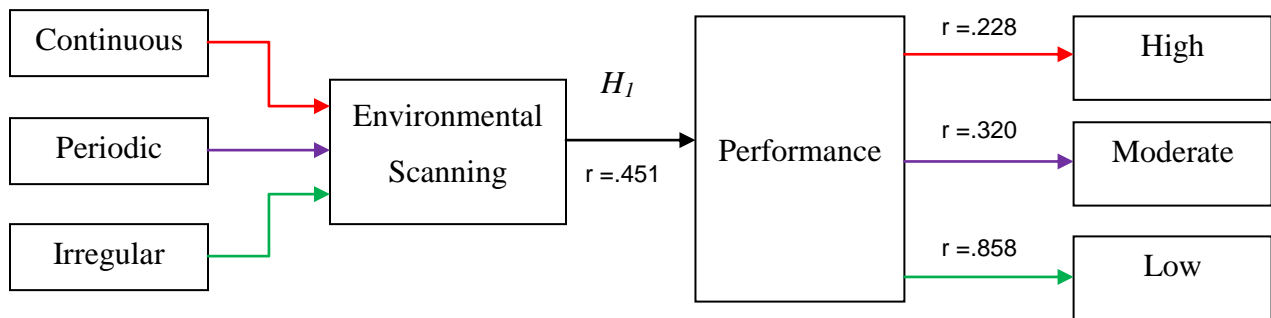 Continuous
Periodic
Irregular
Environmental
Scanning
H1
r =.451
Performance
r =.228
r =.320
r =.858
High
Moderate
Low